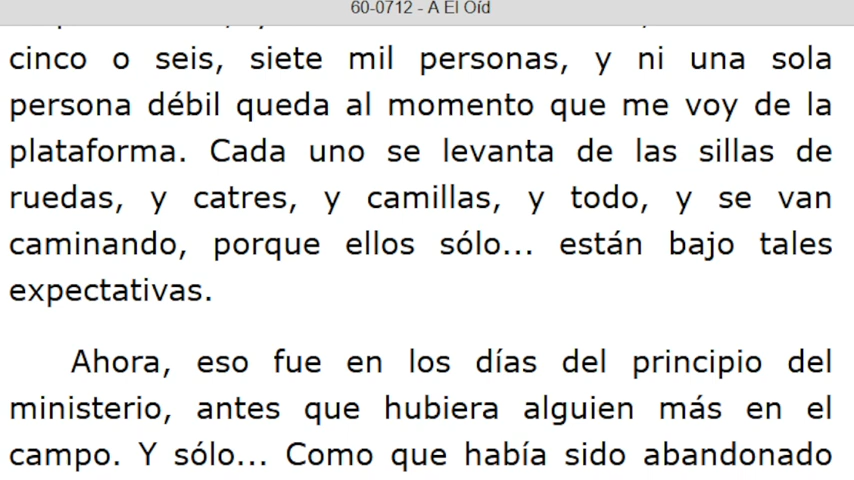 60-0712 - A Él Oíd
cinco o seis, siete mil personas, y ni una sola
persona débil queda al momento que me voy de la
plataforma. Cada uno se levanta de las sillas de
ruedas, y catres, y camillas, y todo, y se van
caminando, porque ellos sólo... están bajo tales
expectativas.
Ahora, eso fue en los días del principio del
ministerio, antes que hubiera alguien más en el
campo. Y sólo... Como que había sido abandonado